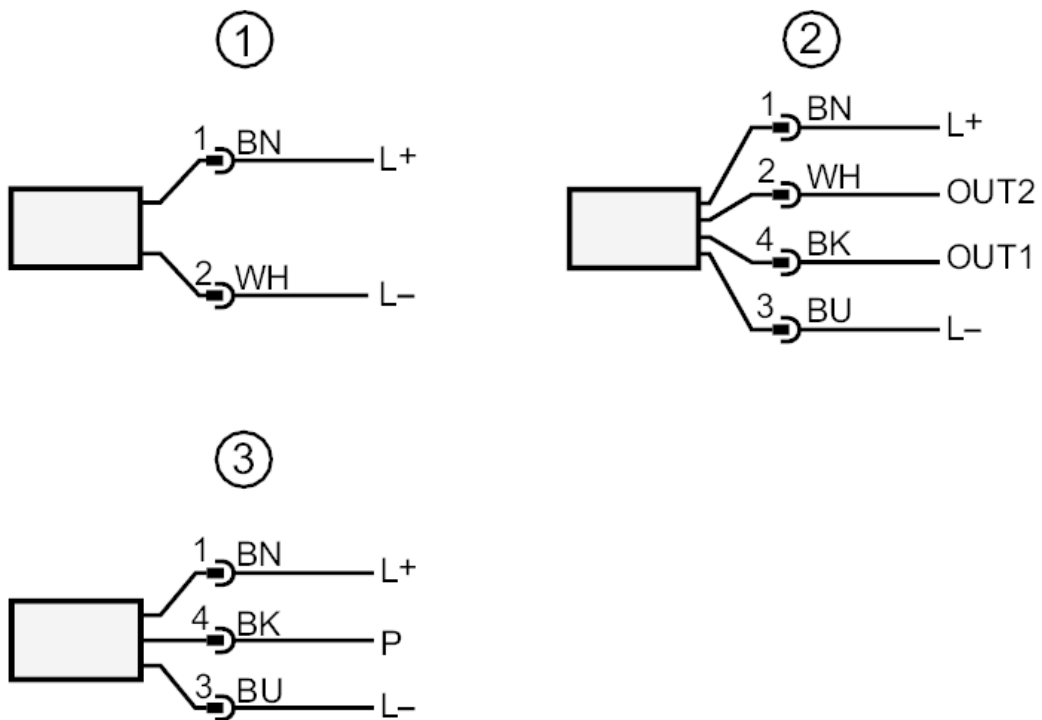 1
1 BN L+
2 WH L–
2
1 BN L+
2 WH OUT2
4 BK OUT1
3 BU L–
3
1 BN L+
4 BK P
3 BU L–